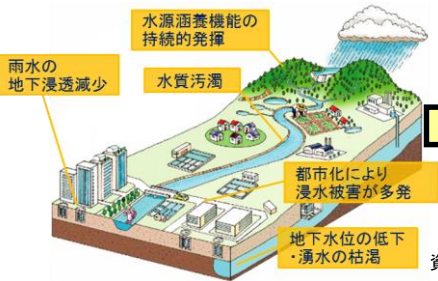 水源涵養機能の
持続的発揮
雨水の
地下浸透減少
水質汚濁
都市化により
浸水被害が多発
地下水位の低下
・湧水の枯渇
資